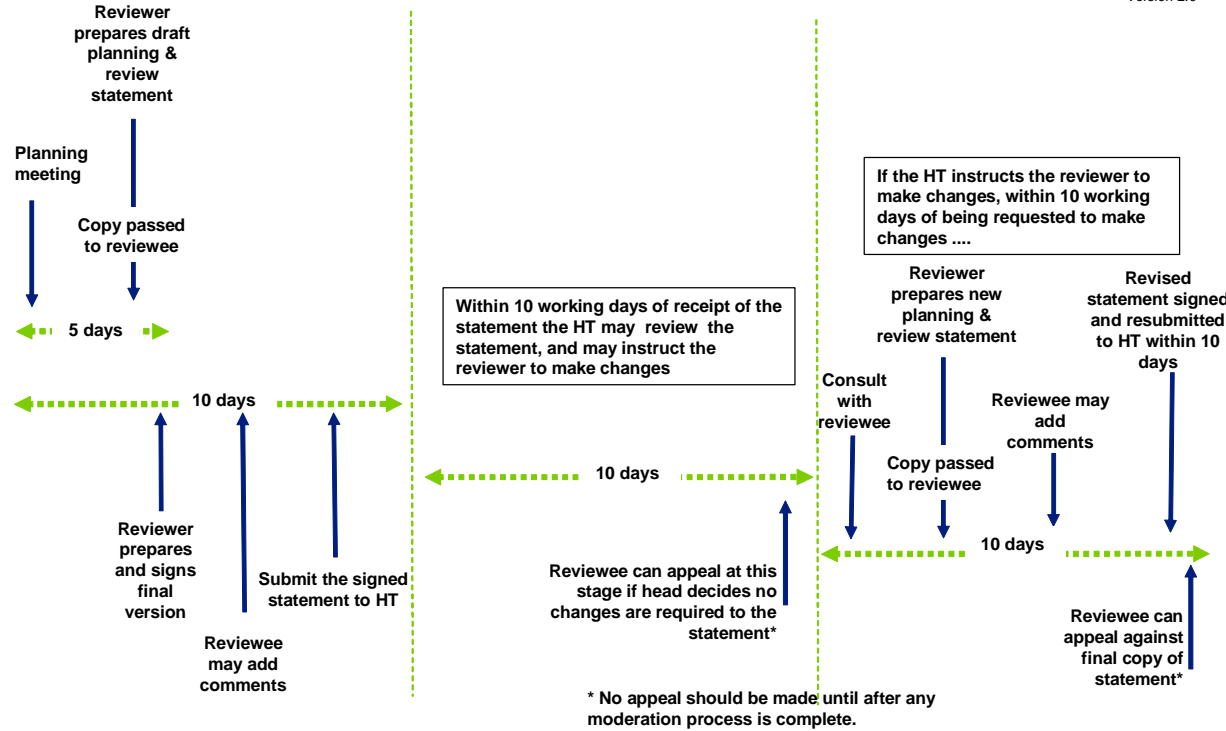 Reviewer
prepares draft
planning &
review
statement
Planning
meeting
Copy passed
to reviewee
5 days
10 days
Reviewer
prepares
and signs
final
version
Reviewee
may add
comments
Submit the signed
statement to HT
Within 10 working days of receipt of the
statement the HT may review the
statement, and may instruct the
reviewer to make changes
10 days
Reviewee can appeal at this
stage if head decides no
changes are required to the
statement*
If the HT instructs the reviewer to
make changes, within 10 working
days of being requested to make
changes ....
Reviewer
prepares new
planning &
review statement
Revised
statement signed
and resubmitted
to HT within 10
days
Consult
with
reviewee
Reviewee may
add
comments
Copy passed
to reviewee
10 days
Reviewee can
appeal against
final copy of
statement*
* No appeal should be made until after any
moderation process is complete.